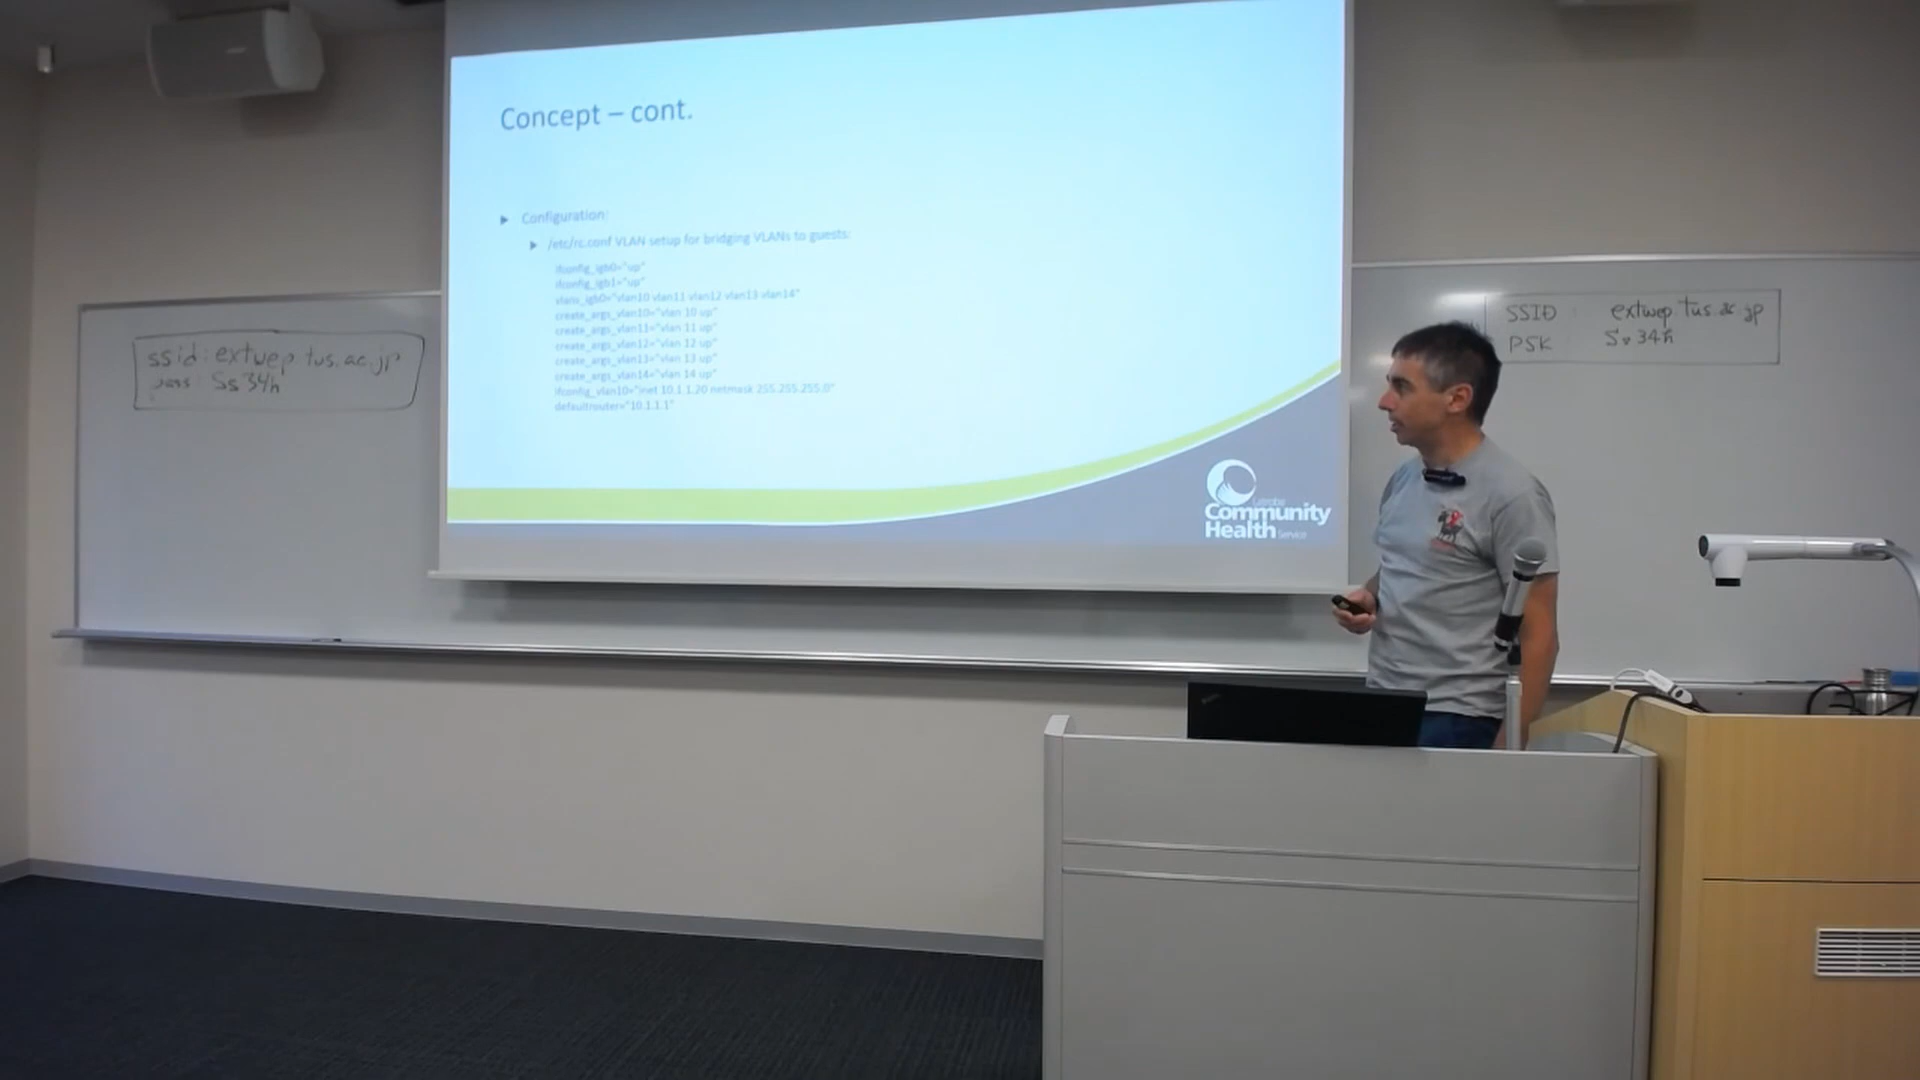 Concept – cont.
Configuration:
/etc/rc.conf VLAN setup for bridging VLANs to guests:
ifconfig_igb0="up"
ifconfig_igb1="up"
vlans_igb0="vlan10 vlan11 vlan12 vlan13 vlan14"
create_args_vlan10="vlan 10 up"
create_args_vlan11="vlan 11 up"
create_args_vlan12="vlan 12 up"
create_args_vlan13="vlan 13 up"
create_args_vlan14="vlan 14 up"
ifconfig_vlan10="inet 10.1.1.20 netmask 255.255.255.0"
defaultrouter="10.1.1.1"
Latrobe
Community
Health Service
ssid: extwep.tus.ac.jp
pass: Ss34h
SSID extwep.tus.ac.jp
PSK